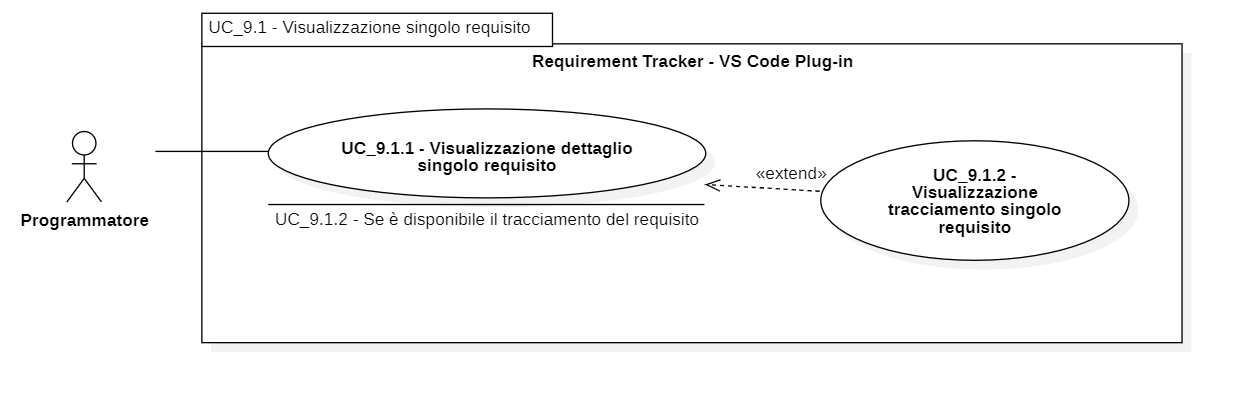 UC_9.1 - Visualizzazione singolo requisito
Requirement Tracker - VS Code Plug-in
Programmatore
UC_9.1.1 - Visualizzazione dettaglio
singolo requisito
UC_9.1.2 - Se è disponibile il tracciamento del requisito
«extend»
UC_9.1.2 -
Visualizzazione
tracciamento singolo
requisito